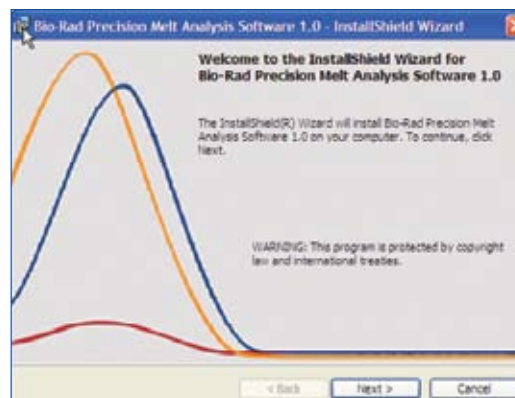 Bio-Rad Precision Melt Analysis Software 1.0 - InstallShield Wizard
Welcome to the InstallShield Wizard for
Bio-Rad Precision Melt Analysis Software 1.0
The InstallShield(R) Wizard will install Bio-Rad Precision Melt
Analysis Software 1.0 on your computer. To continue, click
Next.
WARNING: This program is protected by copyright
law and international treaties.
< Back
Next >
Cancel